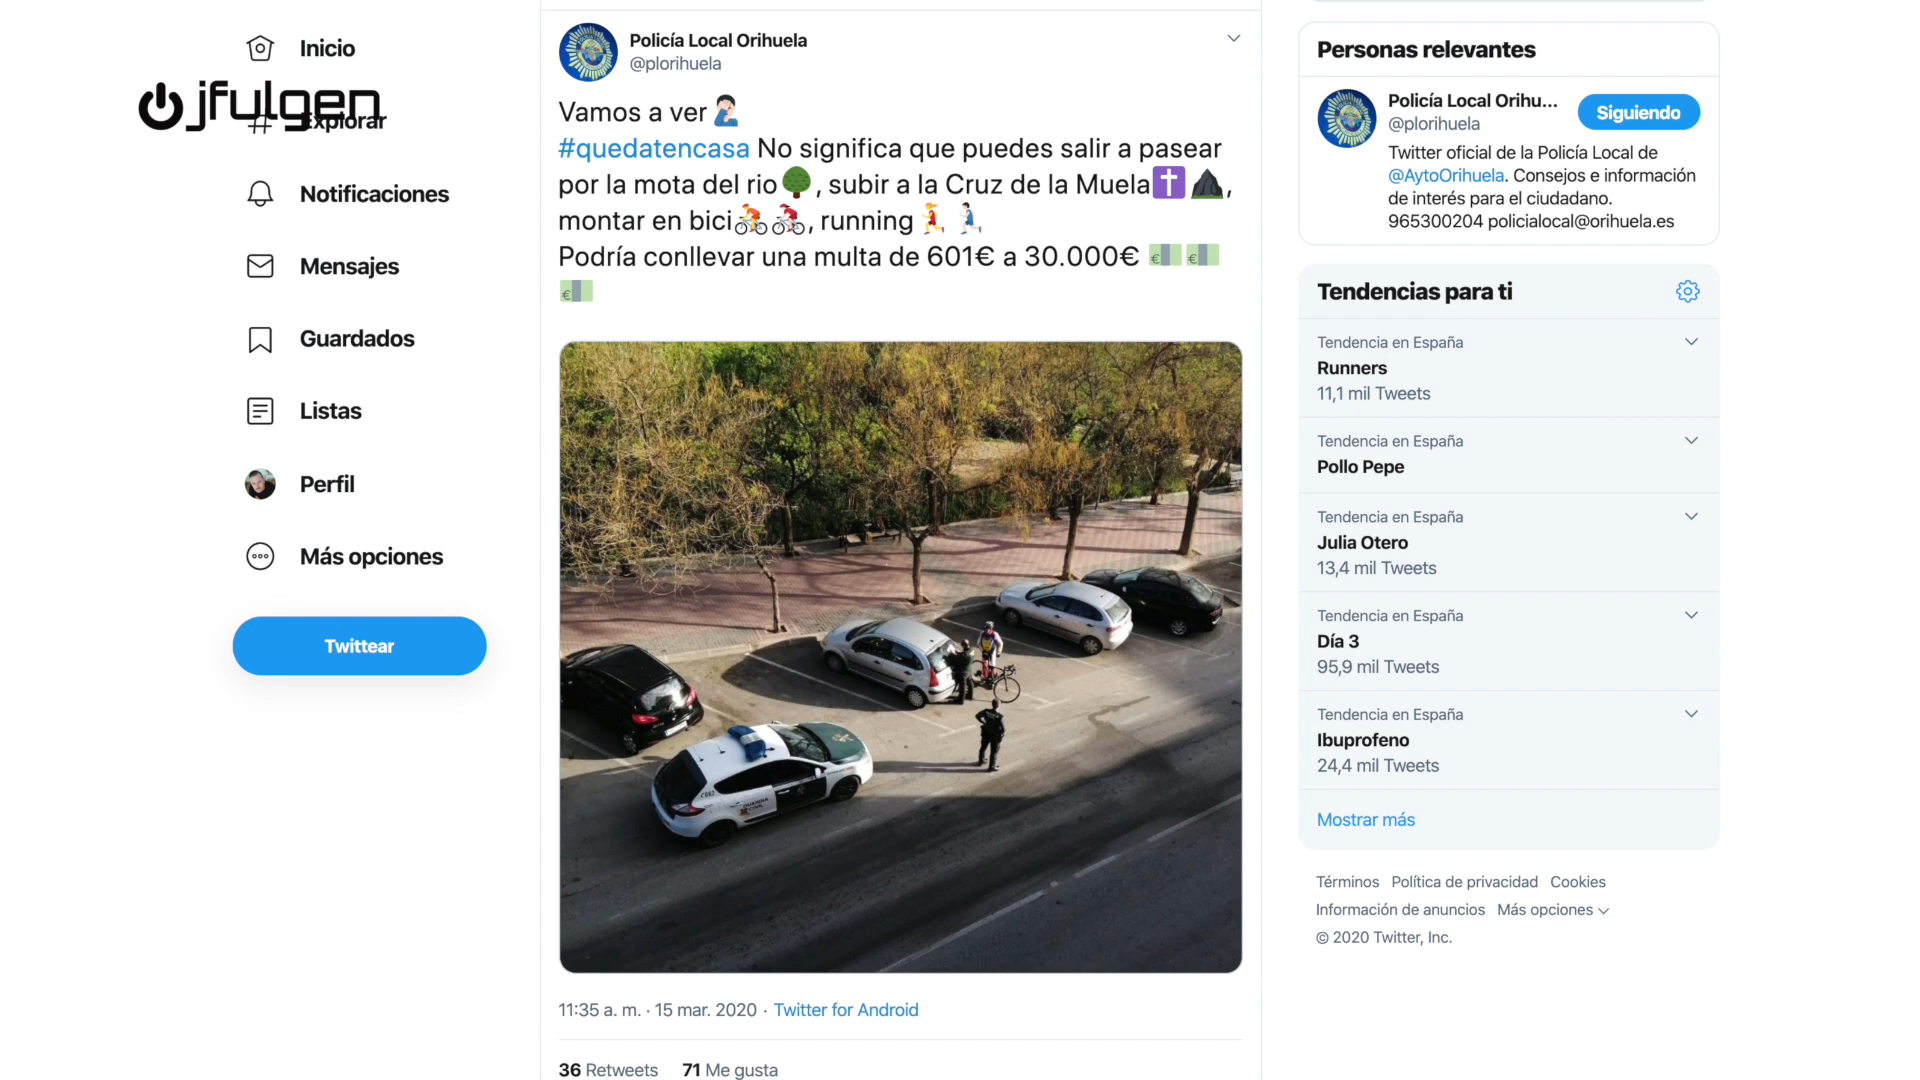 Inicio
jfulgen
Explorar
Notificaciones
Mensajes
Guardados
Listas
Perfil
Más opciones
Twittear
Policía Local Orihuela
@plorihuela
Vamos a ver🤦🏻‍♂️
#quedatencasa No significa que puedes salir a pasear
por la mota del rio🌳, subir a la Cruz de la Muela✝️⛰️,
montar en bici🚴🚵, running🏃‍♀️🏃🏻
Podría conllevar una multa de 601€ a 30.000€ 💶💶
💶
GUARDIA
CIVIL
11:35 a. m. · 15 mar. 2020 · Twitter for Android
36 Retweets 71 Me gusta
Personas relevantes
Policía Local Orihu...
@plorihuela
Siguiendo
Twitter oficial de la Policía Local de
@AytoOrihuela. Consejos e información
de interés para el ciudadano.
965300204 policialocal@orihuela.es
Tendencias para ti
Tendencia en España
Runners
11,1 mil Tweets
Tendencia en España
Pollo Pepe
Tendencia en España
Julia Otero
13,4 mil Tweets
Tendencia en España
Día 3
95,9 mil Tweets
Tendencia en España
Ibuprofeno
24,4 mil Tweets
Mostrar más
Términos Política de privacidad Cookies
Información de anuncios Más opciones
© 2020 Twitter, Inc.